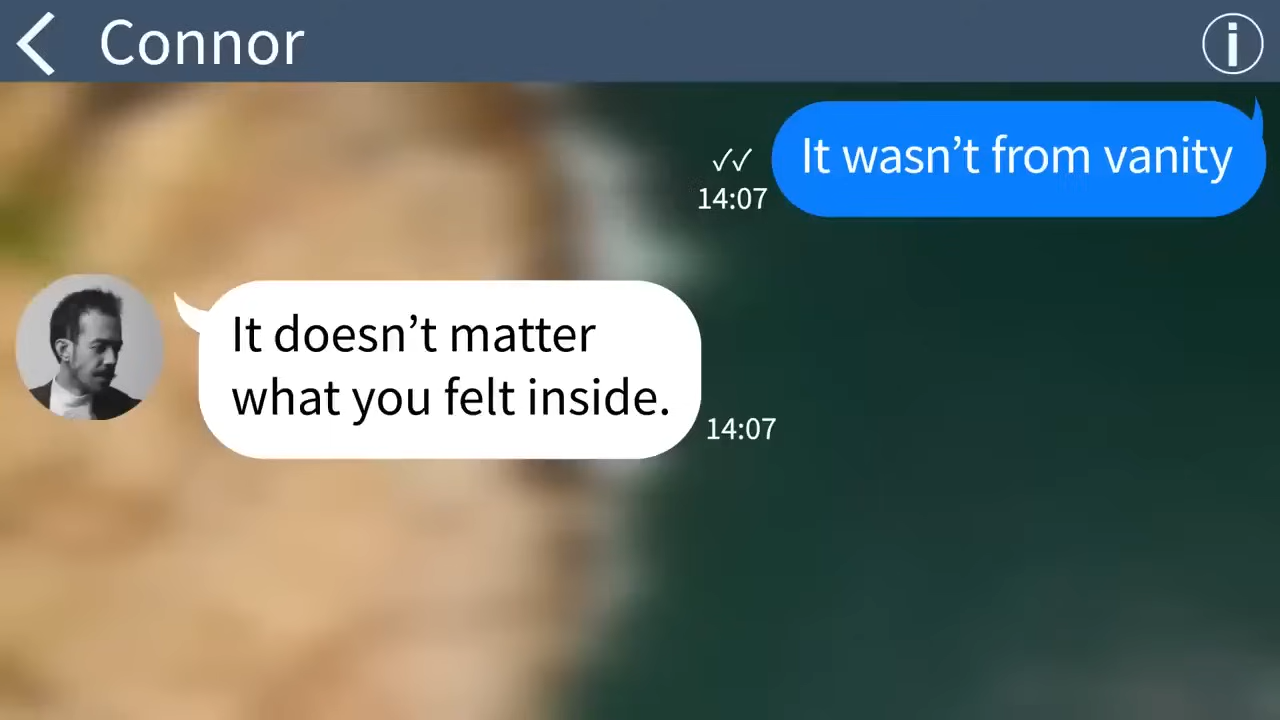 Connor
It wasn’t from vanity
✓✓
14:07
It doesn’t matter
what you felt inside.
14:07